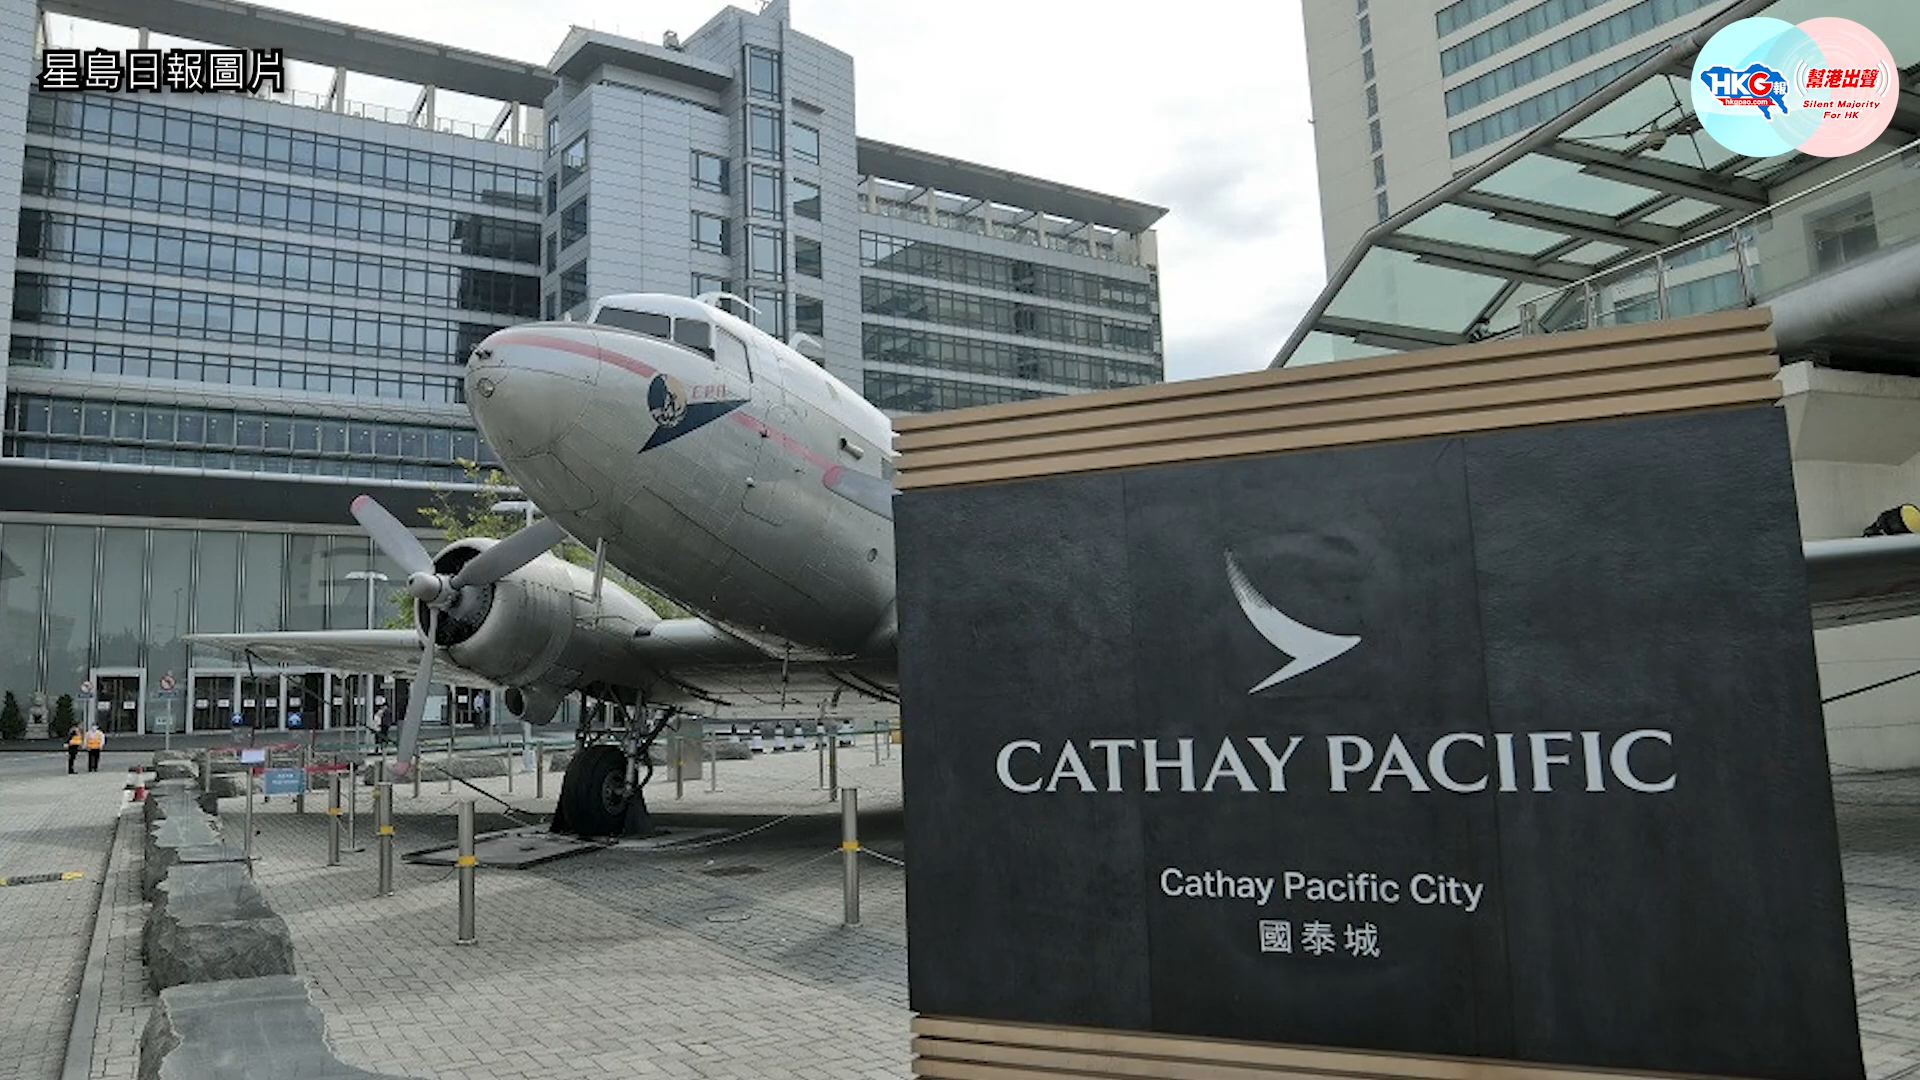 星島日報圖片
HKG報
hkgpao.com
幫港出聲
Silent Majority
For HK
CPA
CATHAY PACIFIC
Cathay Pacific City
國泰城